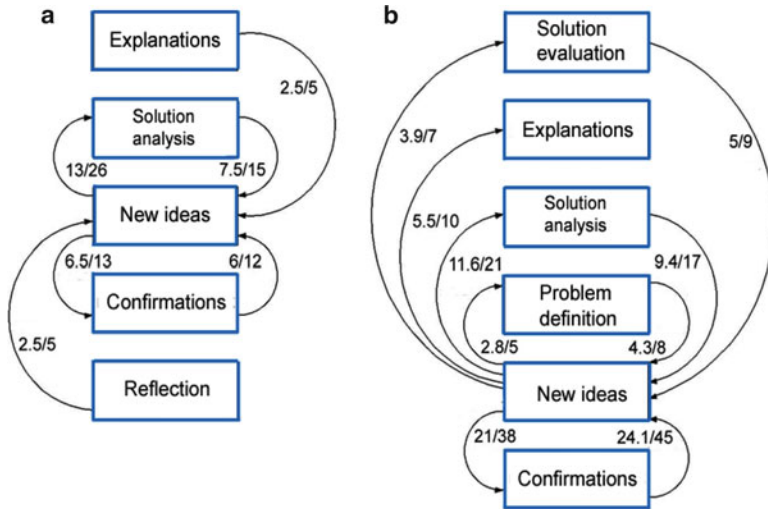 a
Explanations
2.5/5
Solution
analysis
13/26
7.5/15
New ideas
6.5/13
6/12
Confirmations
2.5/5
Reflection
b
Solution
evaluation
3.9/7
5/9
Explanations
5.5/10
Solution
analysis
11.6/21
9.4/17
Problem
definition
2.8/5
4.3/8
New ideas
21/38
24.1/45
Confirmations